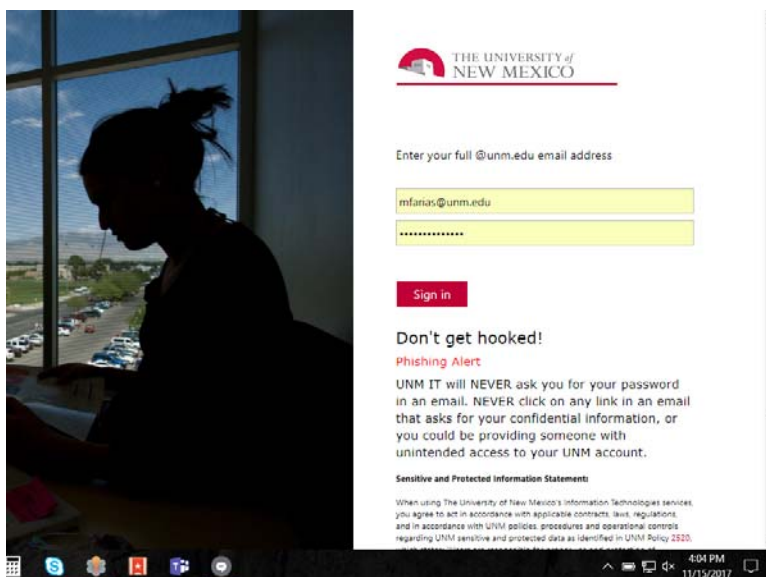 THE UNIVERSITY of
NEW MEXICO
Enter your full @unm.edu email address
mfarias@unm.edu
••••••••••••••
Sign in
Don't get hooked!
Phishing Alert
UNM IT will NEVER ask you for your password
in an email. NEVER click on any link in an email
that asks for your confidential information, or
you could be providing someone with
unintended access to your UNM account.
Sensitive and Protected Information Statement:
When using The University of New Mexico's Information Technologies services,
you agree to act in accordance with applicable contracts, laws, regulations,
and in accordance with UNM policies, procedures and operational controls
regarding UNM sensitive and protected data as identified in UNM Policy 2520,
4:04 PM
11/15/2017